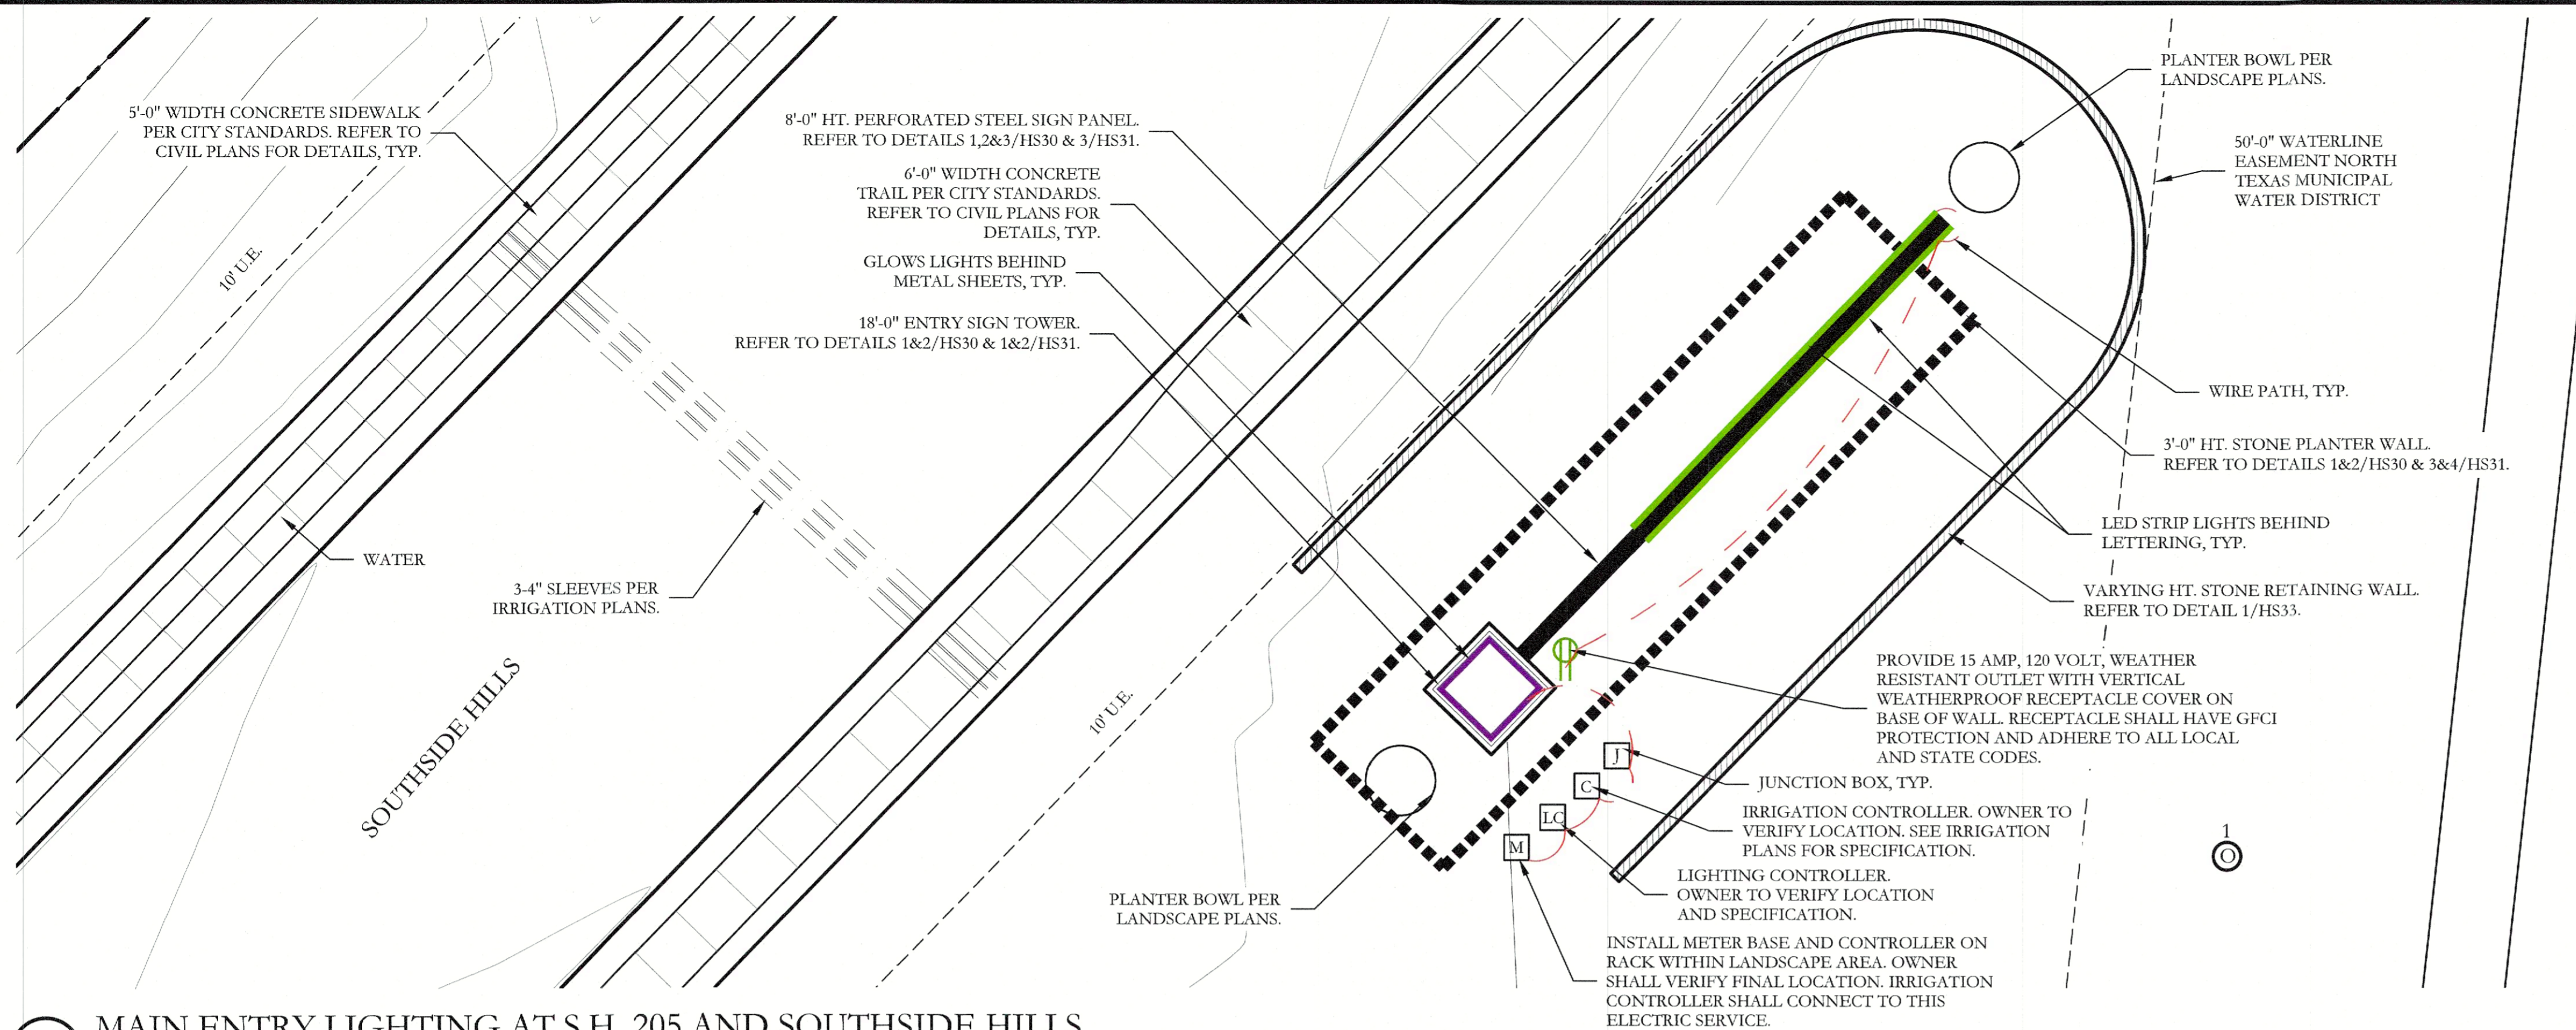 5'-0" WIDTH CONCRETE SIDEWALK
PER CITY STANDARDS. REFER TO
CIVIL PLANS FOR DETAILS, TYP.
10' U.E.
WATER
3-4" SLEEVES PER
IRRIGATION PLANS.
SOUTHSIDE HILLS
8'-0" HT. PERFORATED STEEL SIGN PANEL.
REFER TO DETAILS 1,2&3/HS30 & 3/HS31.
6'-0" WIDTH CONCRETE
TRAIL PER CITY STANDARDS.
REFER TO CIVIL PLANS FOR
DETAILS, TYP.
GLOWS LIGHTS BEHIND
METAL SHEETS, TYP.
18'-0" ENTRY SIGN TOWER.
REFER TO DETAILS 1&2/HS30 & 1&2/HS31.
10' U.E.
PLANTER BOWL PER
LANDSCAPE PLANS.
PLANTER BOWL PER
LANDSCAPE PLANS.
50'-0" WATERLINE
EASEMENT NORTH
TEXAS MUNICIPAL
WATER DISTRICT
WIRE PATH, TYP.
3'-0" HT. STONE PLANTER WALL.
REFER TO DETAILS 1&2/HS30 & 3&4/HS31.
LED STRIP LIGHTS BEHIND
LETTERING, TYP.
VARYING HT. STONE RETAINING WALL.
REFER TO DETAIL 1/HS33.
PROVIDE 15 AMP, 120 VOLT, WEATHER
RESISTANT OUTLET WITH VERTICAL
WEATHERPROOF RECEPTACLE COVER ON
BASE OF WALL. RECEPTACLE SHALL HAVE GFCI
PROTECTION AND ADHERE TO ALL LOCAL
AND STATE CODES.
J
JUNCTION BOX, TYP.
C
IRRIGATION CONTROLLER. OWNER TO
VERIFY LOCATION. SEE IRRIGATION
PLANS FOR SPECIFICATION.
LC
LIGHTING CONTROLLER.
OWNER TO VERIFY LOCATION
AND SPECIFICATION.
M
INSTALL METER BASE AND CONTROLLER ON
RACK WITHIN LANDSCAPE AREA. OWNER
SHALL VERIFY FINAL LOCATION. IRRIGATION
CONTROLLER SHALL CONNECT TO THIS
ELECTRIC SERVICE.
1
O
MAIN ENTRY LIGHTING AT S.H. 205 AND SOUTHSIDE HILLS